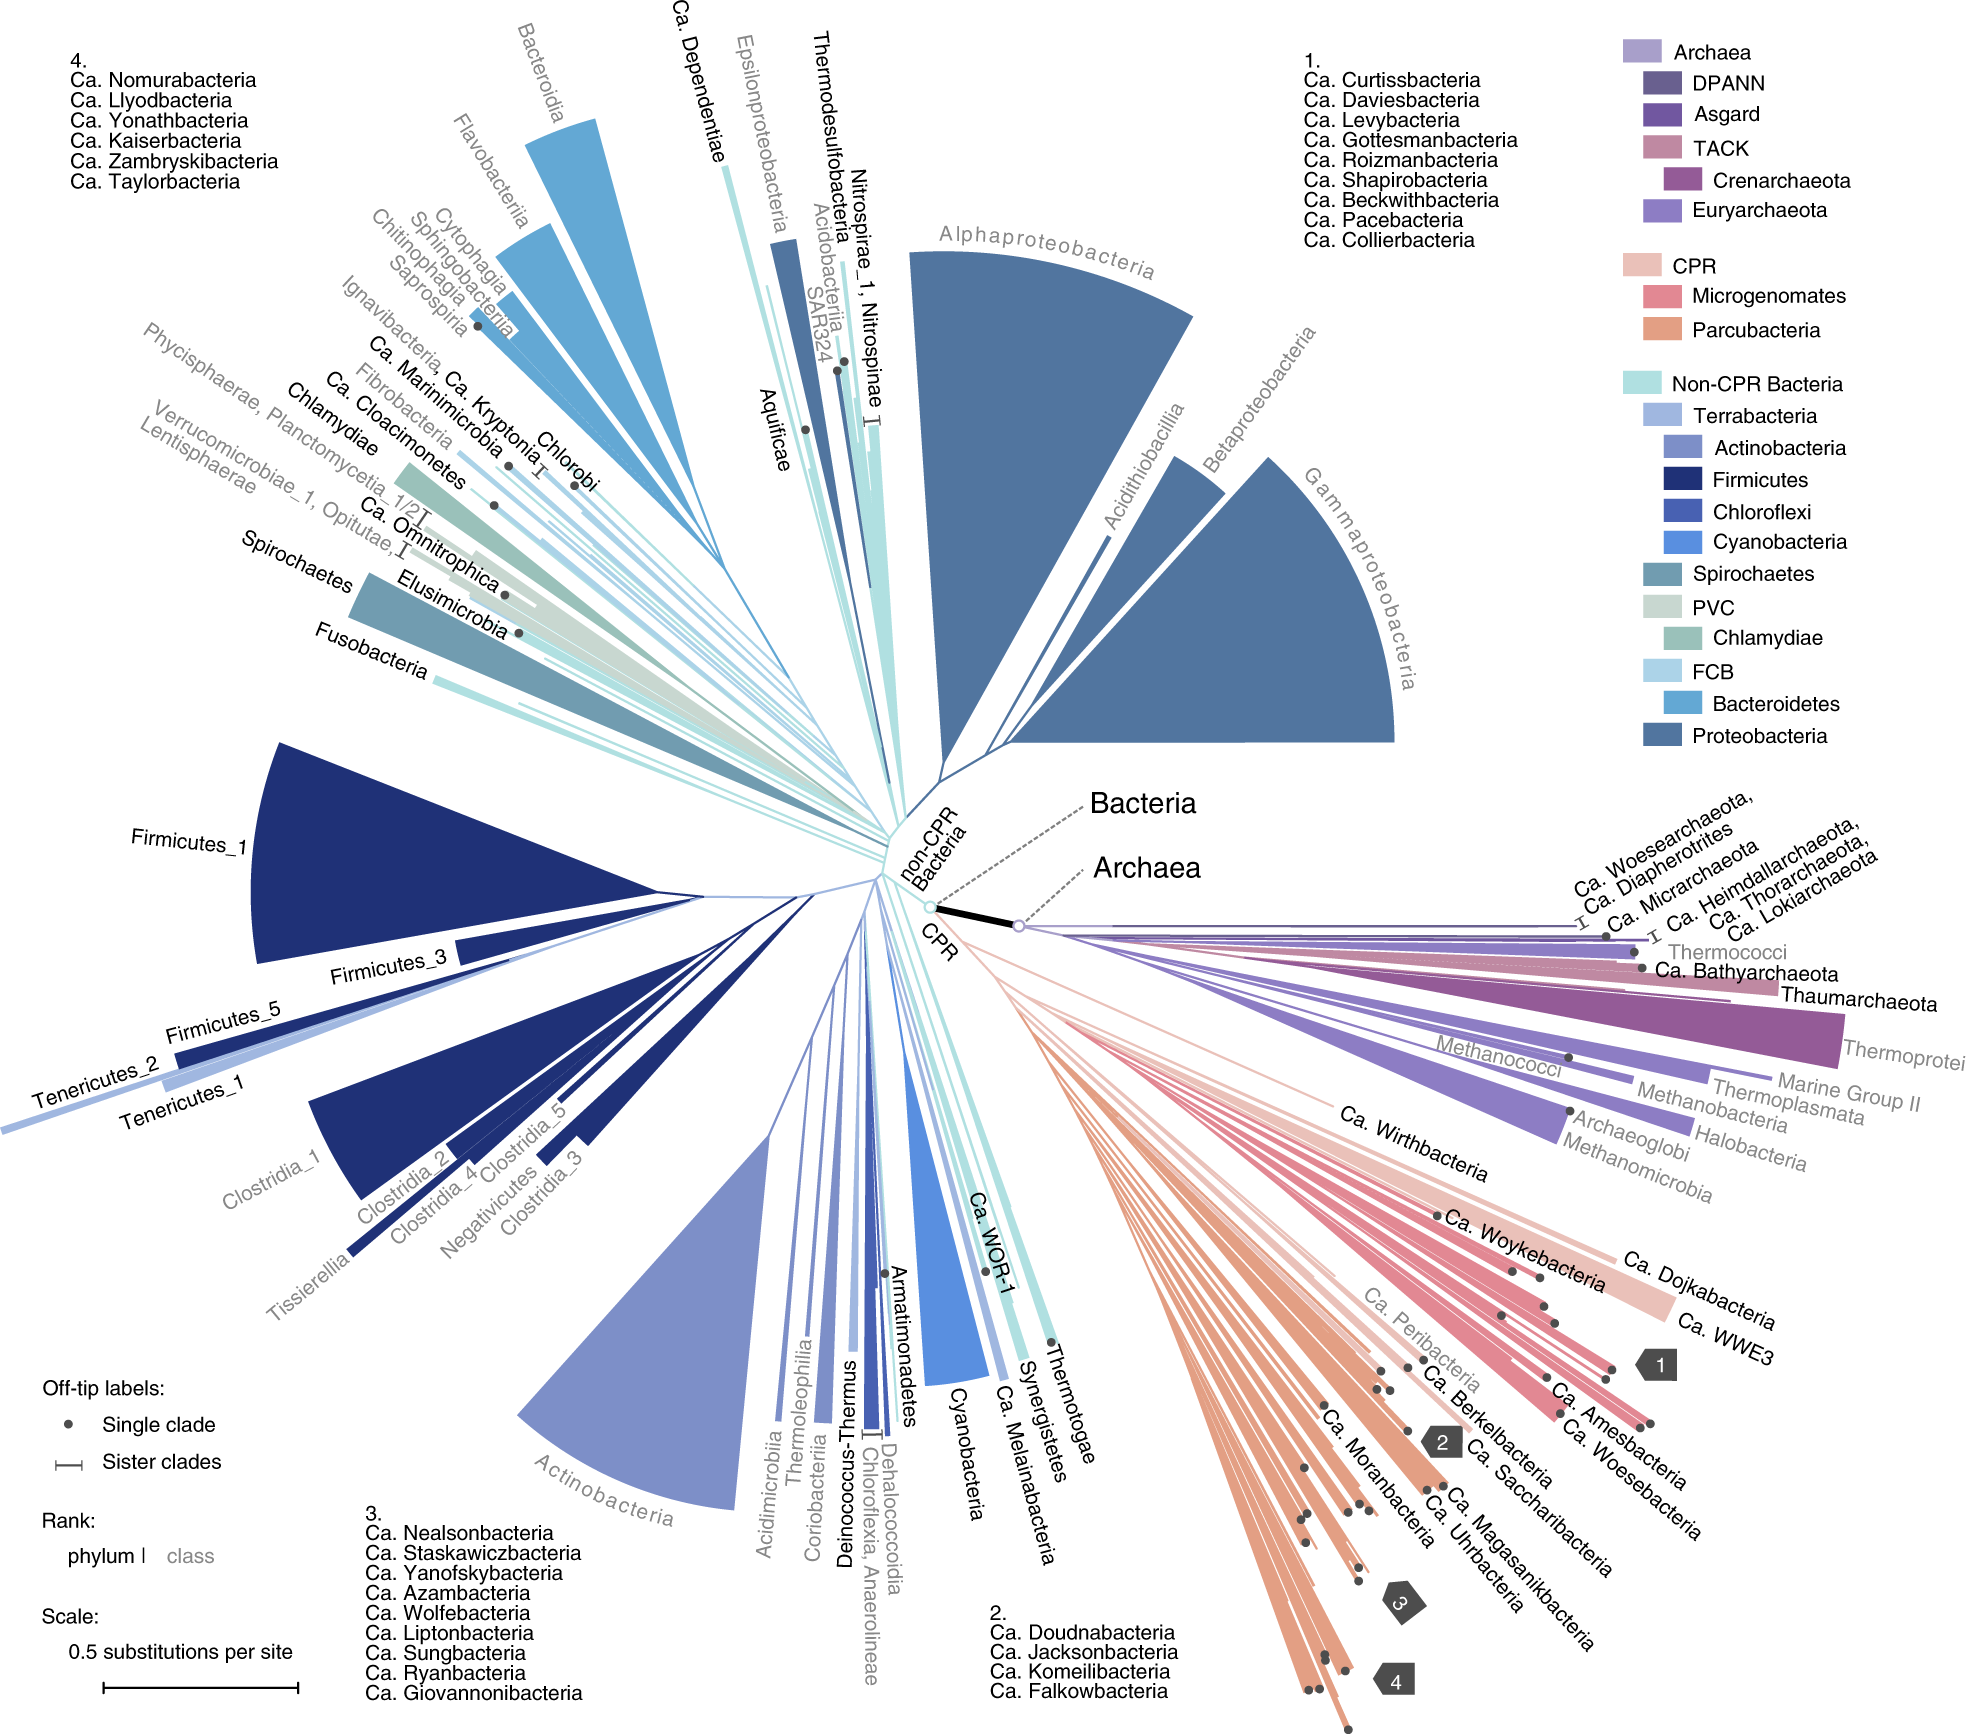 4.
Ca. Nomurabacteria
Ca. Llyodbacteria
Ca. Yonathbacteria
Ca. Kaiserbacteria
Ca. Zambryskibacteria
Ca. Taylorbacteria
Bacteroidia
Flavobacteriia
Cytophagia
Sphingobacteriia
Chitinophagia
Saprospiria
Ignavibacteria, Ca. Kryptonia
Chlorobi
Ca. Marinimicrobia
Fibrobacteria
Ca. Cloacimonetes
Chlamydiae
Phycisphaerae, Planctomycetia_1/2
Ca. Omnitrophica
Verrucomicrobiae_1, Opitutae,
Lentisphaerae
Elusimicrobia
Spirochaetes
Fusobacteria
Ca. Dependentiae
Epsilonproteobacteria
Aquificae
Thermodesulfobacteria
Acidobacteriia
SAR324
Nitrospirae_1, Nitrospinae
Alphaproteobacteria
Acidithiobacillia
Betaproteobacteria
Gammaproteobacteria
1.
Ca. Curtissbacteria
Ca. Daviesbacteria
Ca. Levybacteria
Ca. Gottesmanbacteria
Ca. Roizmanbacteria
Ca. Shapirobacteria
Ca. Beckwithbacteria
Ca. Pacebacteria
Ca. Collierbacteria
Archaea
DPANN
Asgard
TACK
Crenarchaeota
Euryarchaeota
CPR
Microgenomates
Parcubacteria
Non-CPR Bacteria
Terrabacteria
Actinobacteria
Firmicutes
Chloroflexi
Cyanobacteria
Spirochaetes
PVC
Chlamydiae
FCB
Bacteroidetes
Proteobacteria
non-CPR
Bacteria
Bacteria
Archaea
CPR
Ca. Woesearchaeota,
Ca. Diapherotrites
Ca. Micrarchaeota
Ca. Heimdallarchaeota,
Ca. Thorarchaeota,
Ca. Lokiarchaeota
Thermococci
Ca. Bathyarchaeota
Thaumarchaeota
Thermoprotei
Marine Group II
Thermoplasmata
Methanococci
Methanobacteria
Halobacteria
Archaeoglobi
Methanomicrobia
Ca. Wirthbacteria
Ca. Dojkabacteria
Ca. WWE3
Ca. Woykebacteria
1
Ca. Amesbacteria
Ca. Woesebacteria
Ca. Peribacteria
Ca. Berkelbacteria
Ca. Saccharibacteria
2
Ca. Magasanikbacteria
Ca. Uhrbacteria
Ca. Moranbacteria
3
4
Firmicutes_1
Firmicutes_3
Firmicutes_5
Tenericutes_2
Tenericutes_1
Clostridia_1
Clostridia_2
Tissierellia
Clostridia_4
Clostridia_5
Negativicutes
Clostridia_3
Actinobacteria
Acidimicrobiia
Thermoleophilia
Coriobacteriia
Deinococcus-Thermus
Chloroflexia, Anaerolineae
Dehalococcoidia
Armatimonadetes
Cyanobacteria
Ca. Melainabacteria
Ca. WOR-1
Synergistetes
Thermotogae
Off-tip labels:
Single clade
Sister clades
Rank:
phylum | class
Scale:
0.5 substitutions per site
3.
Ca. Nealsonbacteria
Ca. Staskawiczbacteria
Ca. Yanofskybacteria
Ca. Azambacteria
Ca. Wolfebacteria
Ca. Liptonbacteria
Ca. Sungbacteria
Ca. Ryanbacteria
Ca. Giovannonibacteria
2.
Ca. Doudnabacteria
Ca. Jacksonbacteria
Ca. Komeilibacteria
Ca. Falkowbacteria